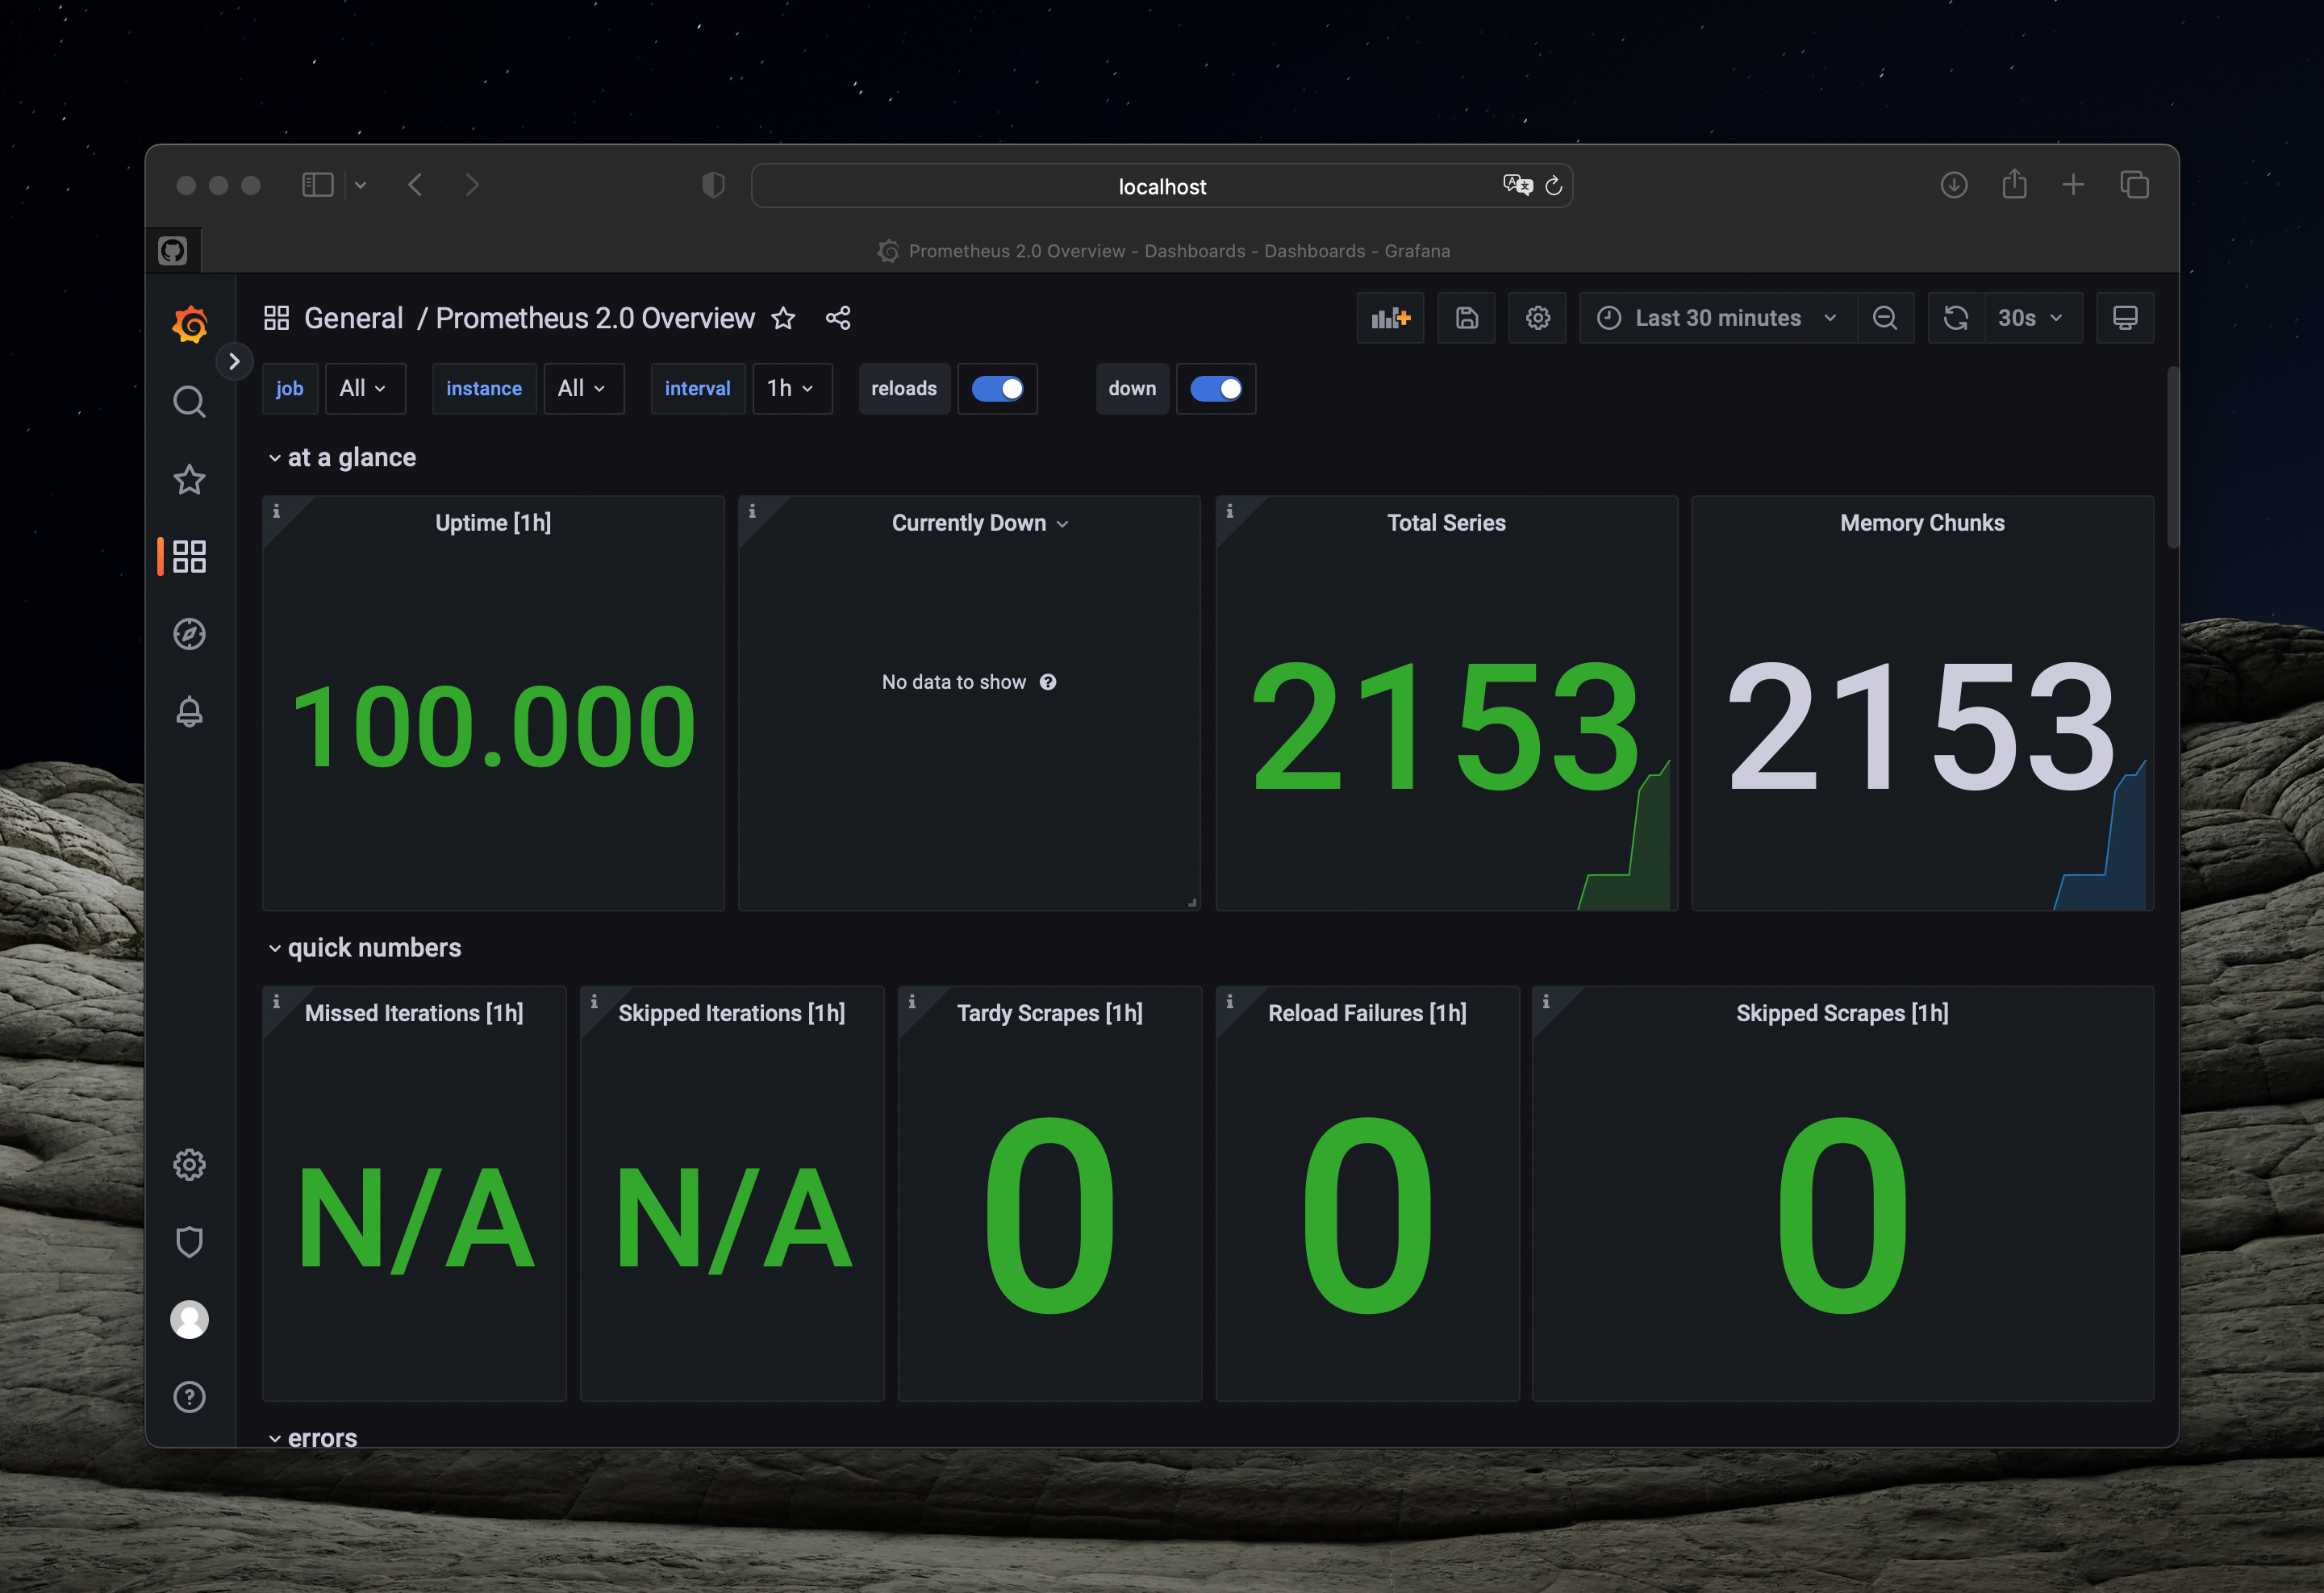 localhost
Prometheus 2.0 Overview - Dashboards - Dashboards - Grafana
General / Prometheus 2.0 Overview
Last 30 minutes
30s
job All instance All interval 1h reloads down
at a glance
Uptime [1h]
100.000
Currently Down
No data to show
Total Series
2153
Memory Chunks
2153
quick numbers
Missed Iterations [1h]
N/A
Skipped Iterations [1h]
N/A
Tardy Scrapes [1h]
0
Reload Failures [1h]
0
Skipped Scrapes [1h]
0
errors